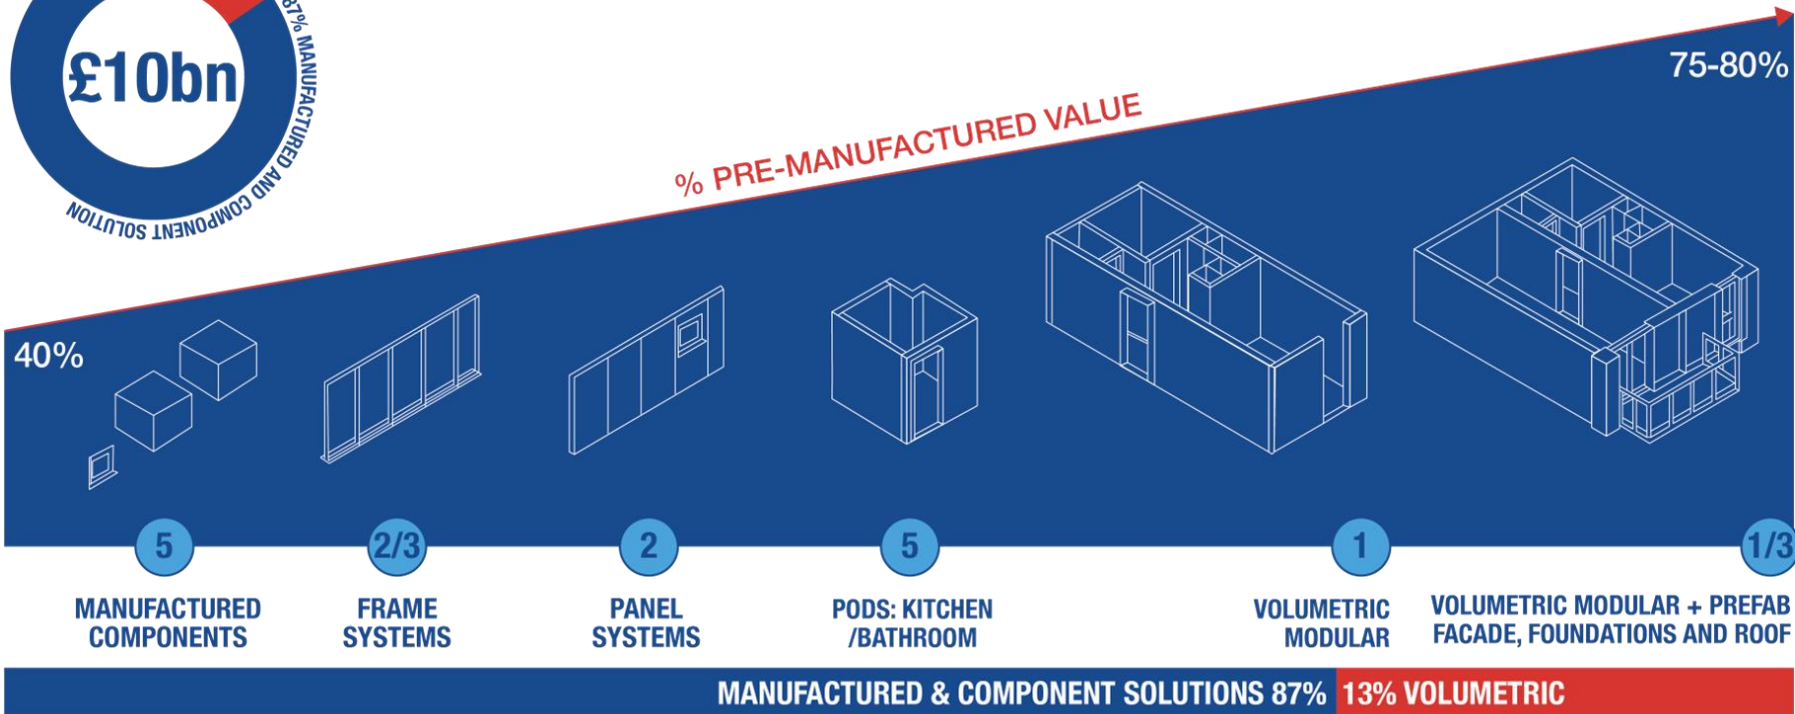 £10bn
87% MANUFACTURED AND COMPONENT SOLUTION
75-80%
% PRE-MANUFACTURED VALUE
40%
5
2/3
2
5
1
1/3
MANUFACTURED
COMPONENTS
FRAME
SYSTEMS
PANEL
SYSTEMS
PODS: KITCHEN
/BATHROOM
VOLUMETRIC
MODULAR
VOLUMETRIC MODULAR + PREFAB
FACADE, FOUNDATIONS AND ROOF
MANUFACTURED & COMPONENT SOLUTIONS 87%
13% VOLUMETRIC